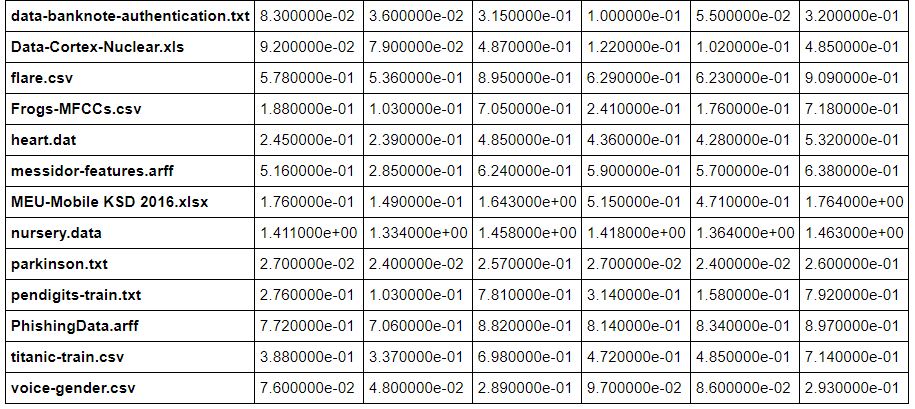 data-banknote-authentication.txt 8.300000e-02 3.600000e-02 3.150000e-01 1.000000e-01 5.500000e-02 3.200000e-01
Data-Cortex-Nuclear.xls 9.200000e-02 7.900000e-02 4.870000e-01 1.220000e-01 1.020000e-01 4.850000e-01
flare.csv 5.780000e-01 5.360000e-01 8.950000e-01 6.290000e-01 6.230000e-01 9.090000e-01
Frogs-MFCCs.csv 1.880000e-01 1.030000e-01 7.050000e-01 2.410000e-01 1.760000e-01 7.180000e-01
heart.dat 2.450000e-01 2.390000e-01 4.850000e-01 4.360000e-01 4.280000e-01 5.320000e-01
messidor-features.arff 5.160000e-01 2.850000e-01 6.240000e-01 5.900000e-01 5.700000e-01 6.380000e-01
MEU-Mobile KSD 2016.xlsx 1.760000e-01 1.490000e-01 1.643000e+00 5.150000e-01 4.710000e-01 1.764000e+00
nursery.data 1.411000e+00 1.334000e+00 1.458000e+00 1.418000e+00 1.364000e+00 1.463000e+00
parkinson.txt 2.700000e-02 2.400000e-02 2.570000e-01 2.700000e-02 2.400000e-02 2.600000e-01
pendigits-train.txt 2.760000e-01 1.030000e-01 7.810000e-01 3.140000e-01 1.580000e-01 7.920000e-01
PhishingData.arff 7.720000e-01 7.060000e-01 8.820000e-01 8.140000e-01 8.340000e-01 8.970000e-01
titanic-train.csv 3.880000e-01 3.370000e-01 6.980000e-01 4.720000e-01 4.850000e-01 7.140000e-01
voice-gender.csv 7.600000e-02 4.800000e-02 2.890000e-01 9.700000e-02 8.600000e-02 2.930000e-01